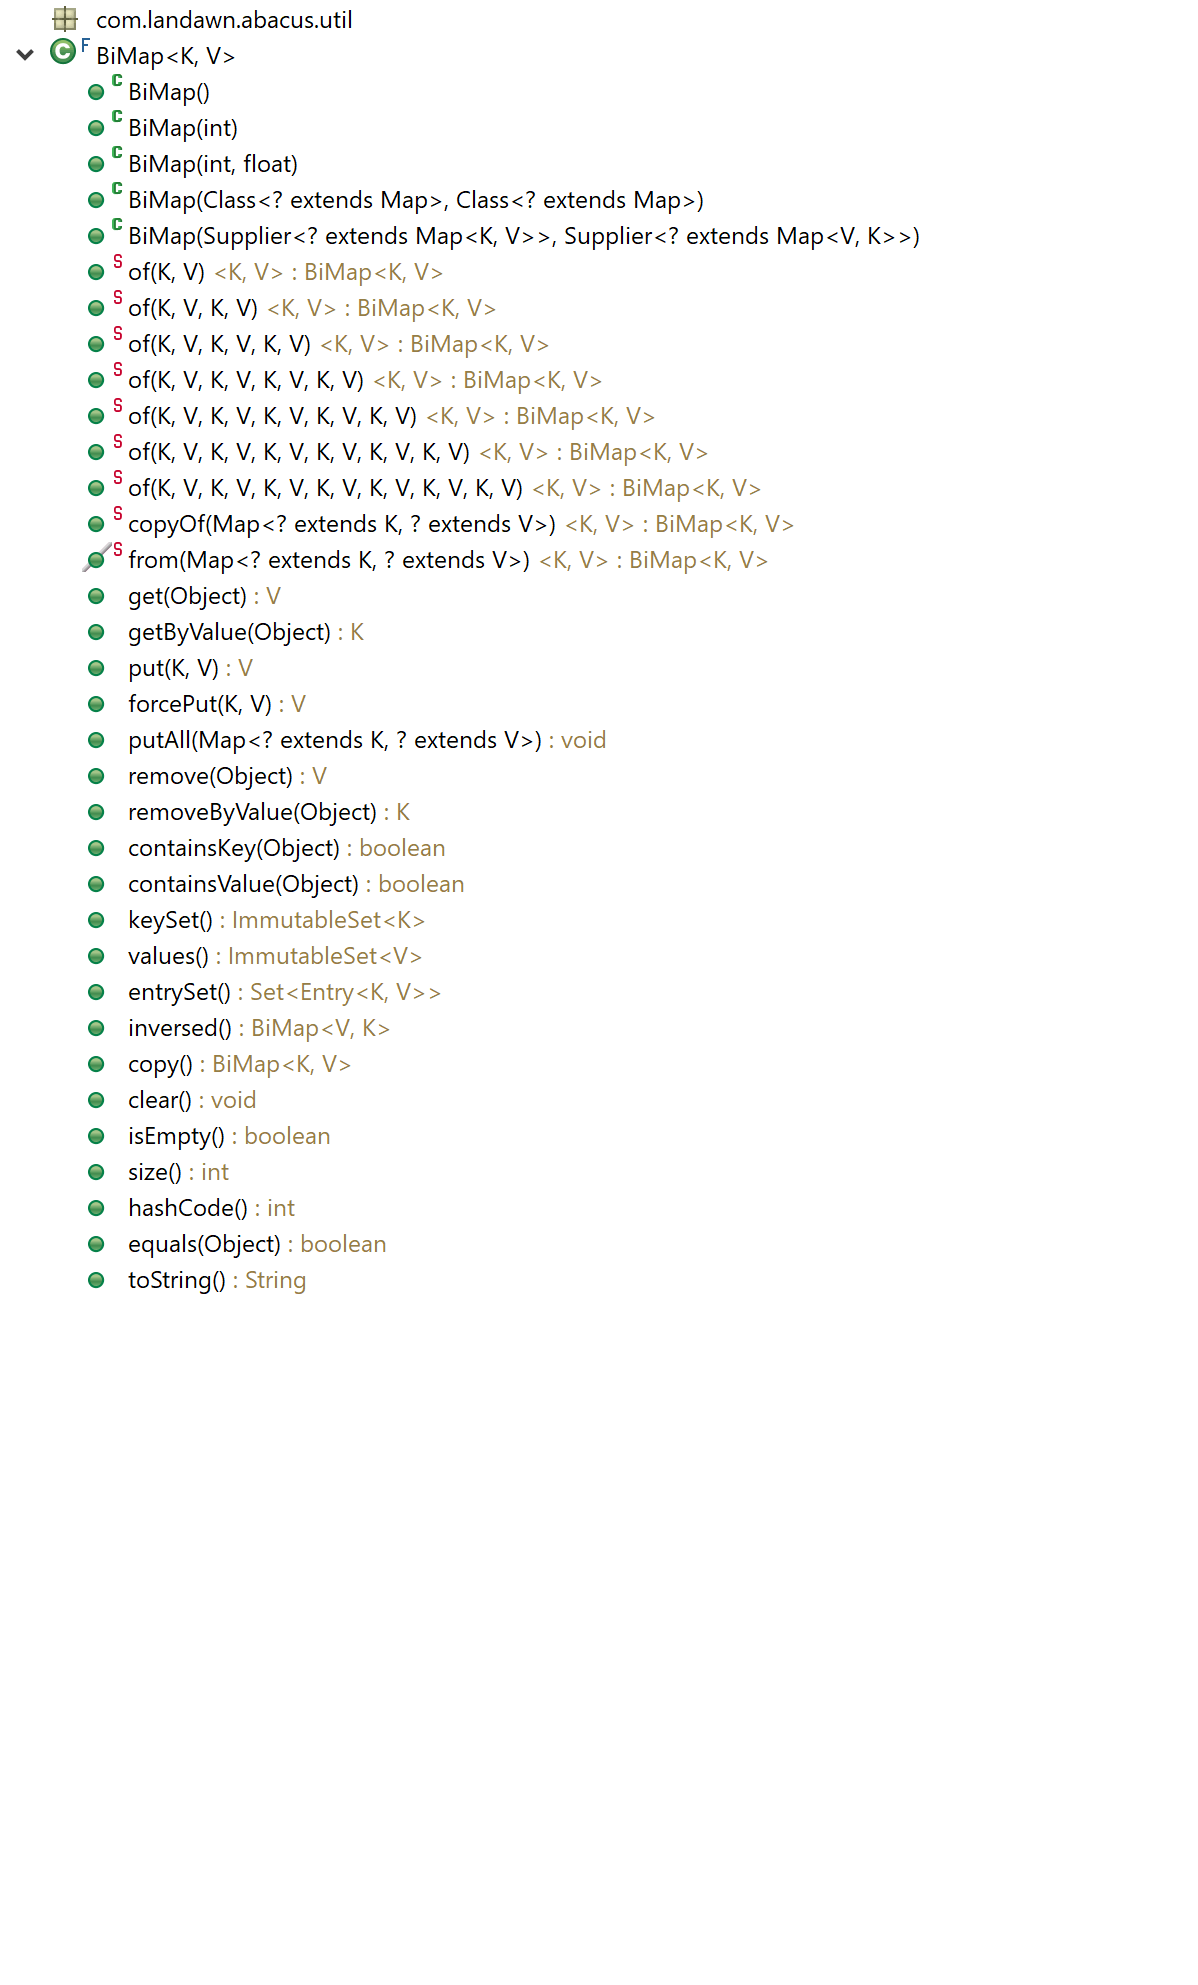 com.landawn.abacus.util
C F BiMap<K, V>
C BiMap()
C BiMap(int)
C BiMap(int, float)
C BiMap(Class<? extends Map>, Class<? extends Map>)
C BiMap(Supplier<? extends Map<K, V>>, Supplier<? extends Map<V, K>>)
S of(K, V) <K, V> : BiMap<K, V>
S of(K, V, K, V) <K, V> : BiMap<K, V>
S of(K, V, K, V, K, V) <K, V> : BiMap<K, V>
S of(K, V, K, V, K, V, K, V) <K, V> : BiMap<K, V>
S of(K, V, K, V, K, V, K, V, K, V) <K, V> : BiMap<K, V>
S of(K, V, K, V, K, V, K, V, K, V, K, V) <K, V> : BiMap<K, V>
S of(K, V, K, V, K, V, K, V, K, V, K, V, K, V) <K, V> : BiMap<K, V>
S copyOf(Map<? extends K, ? extends V>) <K, V> : BiMap<K, V>
S from(Map<? extends K, ? extends V>) <K, V> : BiMap<K, V>
get(Object) : V
getByValue(Object) : K
put(K, V) : V
forcePut(K, V) : V
putAll(Map<? extends K, ? extends V>) : void
remove(Object) : V
removeByValue(Object) : K
containsKey(Object) : boolean
containsValue(Object) : boolean
keySet() : ImmutableSet<K>
values() : ImmutableSet<V>
entrySet() : Set<Entry<K, V>>
inversed() : BiMap<V, K>
copy() : BiMap<K, V>
clear() : void
isEmpty() : boolean
size() : int
hashCode() : int
equals(Object) : boolean
toString() : String